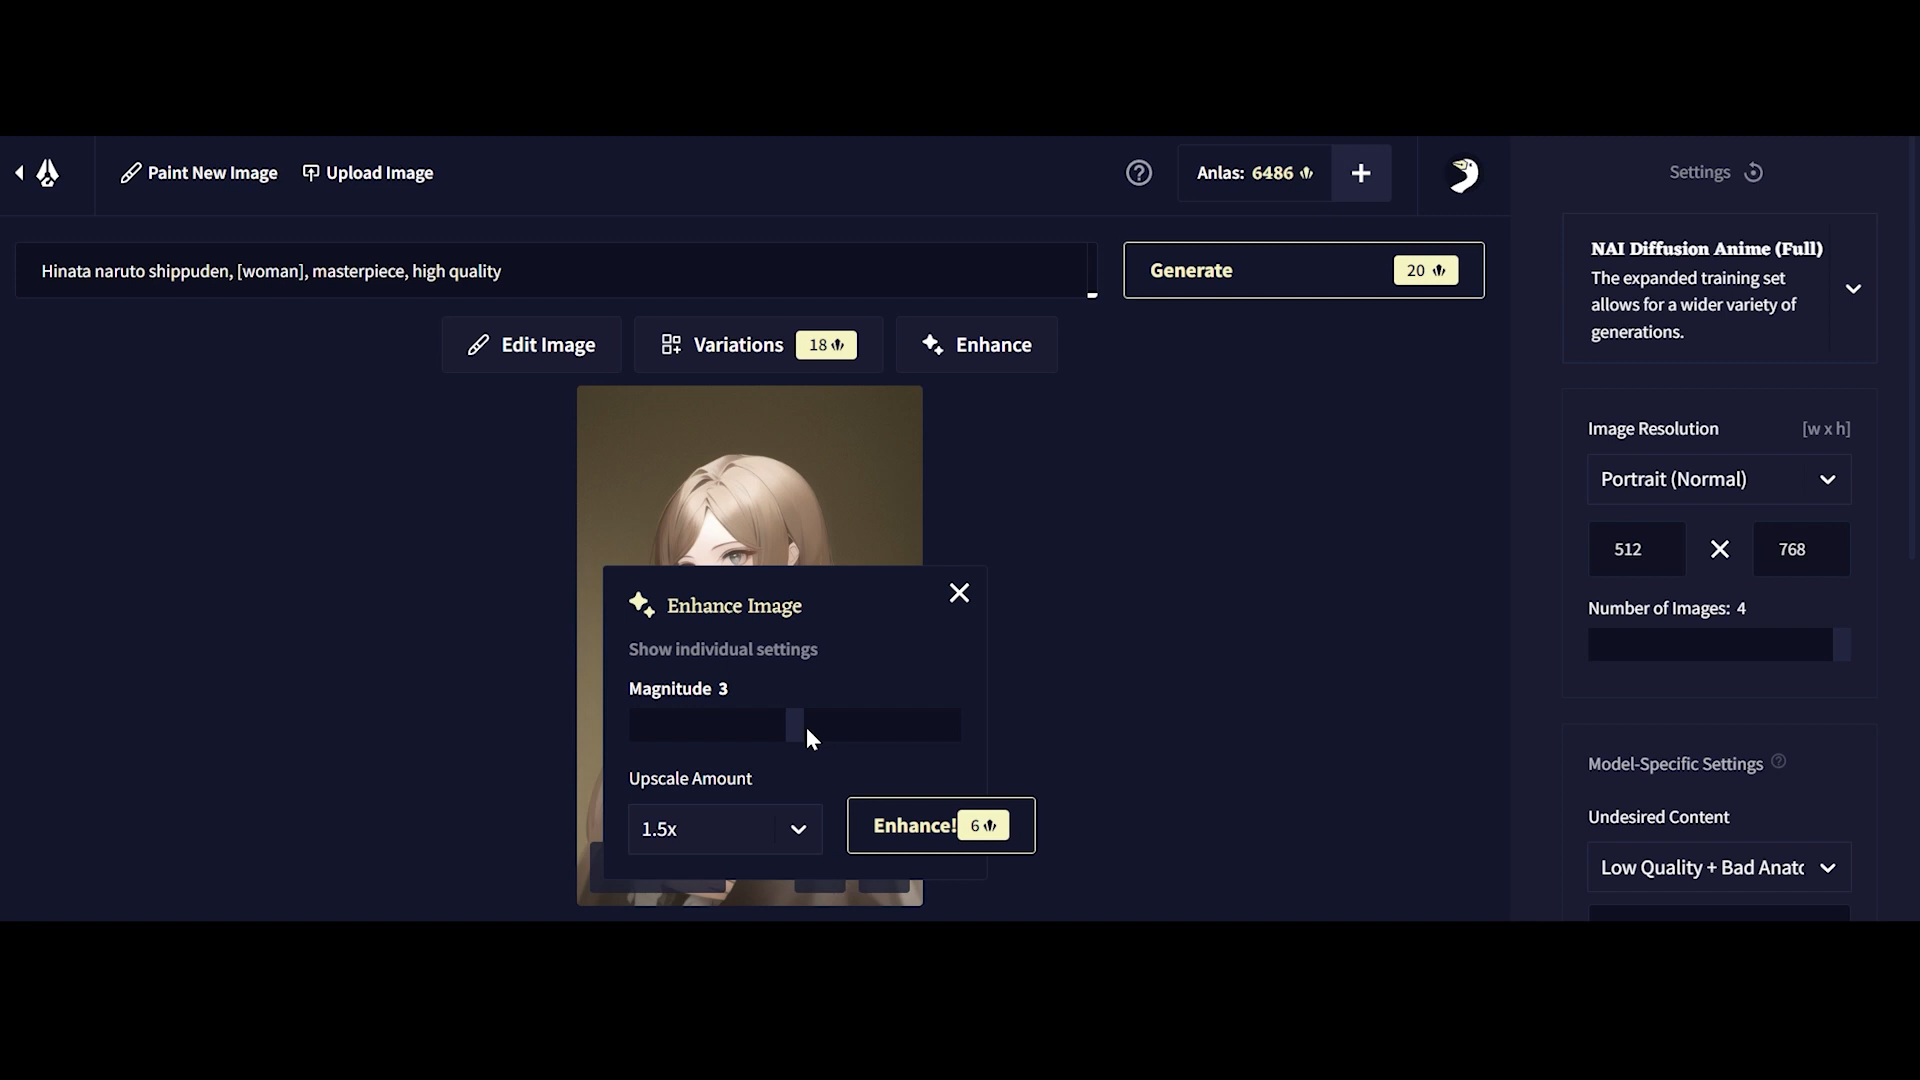 Paint New Image
Upload Image
Anlas: 6486
Settings
Hinata naruto shippuden, [woman], masterpiece, high quality
Generate
20
NAI Diffusion Anime (Full)
The expanded training set
allows for a wider variety of
generations.
Edit Image
Variations
18
Enhance
Image Resolution
[w x h]
Portrait (Normal)
512
768
Number of Images: 4
Enhance Image
Show individual settings
Magnitude 3
Upscale Amount
1.5x
Enhance!
6
Model-Specific Settings
Undesired Content
Low Quality + Bad Anatc